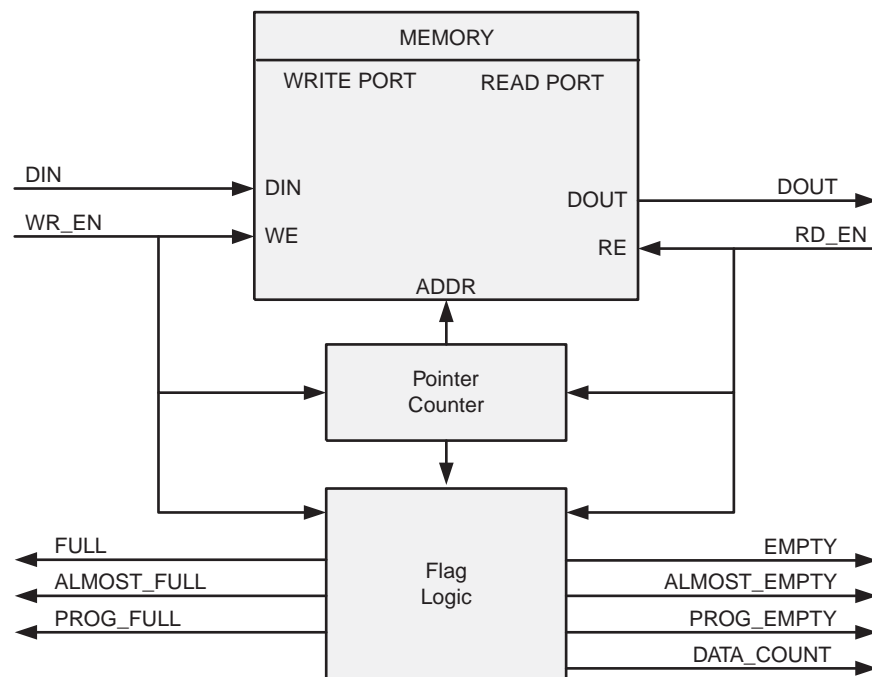 MEMORY
WRITE PORT
READ PORT
DIN
DIN
DOUT
DOUT
WR_EN
WE
RE
RD_EN
ADDR
Pointer
Counter
FULL
EMPTY
Flag
Logic
ALMOST_FULL
ALMOST_EMPTY
PROG_FULL
PROG_EMPTY
DATA_COUNT